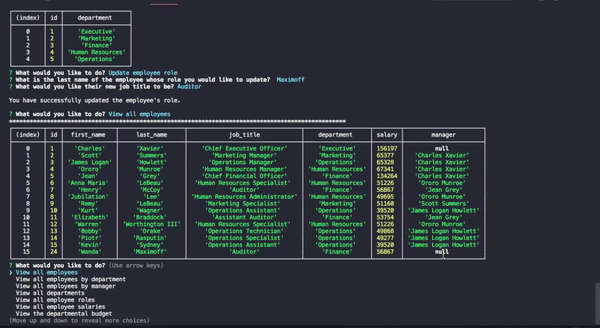 (index) id department
0 1 'Executive'
1 2 'Marketing'
2 3 'Finance'
3 4 'Human Resources'
4 5 'Operations'
? What would you like to do? Update employee role
? What is the last name of the employee whose role you would like to update? Maximoff
? What would you like their new job title to be? Auditor
You have successfully updated the employee's role.
? What would you like to do? View all employees
(index) id first_name last_name job_title department salary manager
0 1 'Charles' 'Xavier' 'Chief Executive Officer' 'Executive' 156197 null
1 2 'Scott' 'Summers' 'Marketing Manager' 'Marketing' 65377 'Charles Xavier'
2 3 'James Logan' 'Howlett' 'Operations Manager' 'Operations' 65328 'Charles Xavier'
3 4 'Ororo' 'Munroe' 'Human Resources Manager' 'Human Resources' 67341 'Charles Xavier'
4 5 'Jean' 'Grey' 'Chief Financial Officer' 'Finance' 134264 'Charles Xavier'
5 6 'Anna Maria' 'LeBeau' 'Human Resources Specialist' 'Human Resources' 51226 'Ororo Munroe'
6 7 'Henry' 'McCoy' 'Auditor' 'Finance' 56867 'Jean Grey'
7 8 'Jubilation' 'Lee' 'Human Resources Administrator' 'Human Resources' 49695 'Ororo Munroe'
8 9 'Remy' 'LeBeau' 'Marketing Specialist' 'Marketing' 51160 'Scott Summers'
9 10 'Kurt' 'Wagner' 'Operations Assistant' 'Operations' 39520 'James Logan Howlett'
10 11 'Elizabeth' 'Braddock' 'Assistant Auditor' 'Finance' 53754 'Jean Grey'
11 12 'Warren' 'Worthington III' 'Human Resources Specialist' 'Human Resources' 51226 'Ororo Munroe'
12 13 'Bobby' 'Drake' 'Operations Technician' 'Operations' 49868 'James Logan Howlett'
13 14 'Piotr' 'Rasputin' 'Operations Specialist' 'Operations' 49277 'James Logan Howlett'
14 15 'Kevin' 'Sydney' 'Operations Assistant' 'Operations' 39520 'James Logan Howlett'
15 24 'Wanda' 'Maximoff' 'Auditor' 'Finance' 56867 null
? What would you like to do? (Use arrow keys)
❯ View all employees
View all employees by department
View all employees by manager
View all departments
View all employee roles
View all employee salaries
View the departmental budget
(Move up and down to reveal more choices)